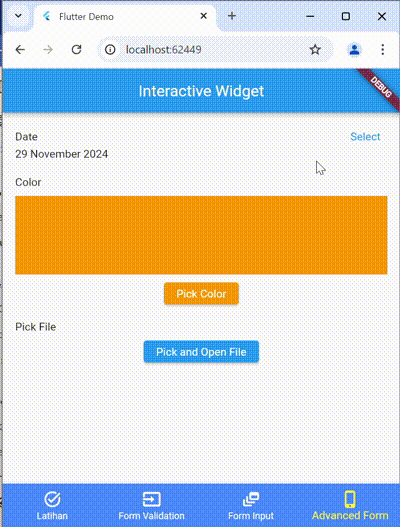 Flutter Demo
localhost:62449
Interactive Widget
DEBUG
Date
Select
29 November 2024
Color
Pick Color
Pick File
Pick and Open File
Latihan
Form Validation
Form Input
Advanced Form